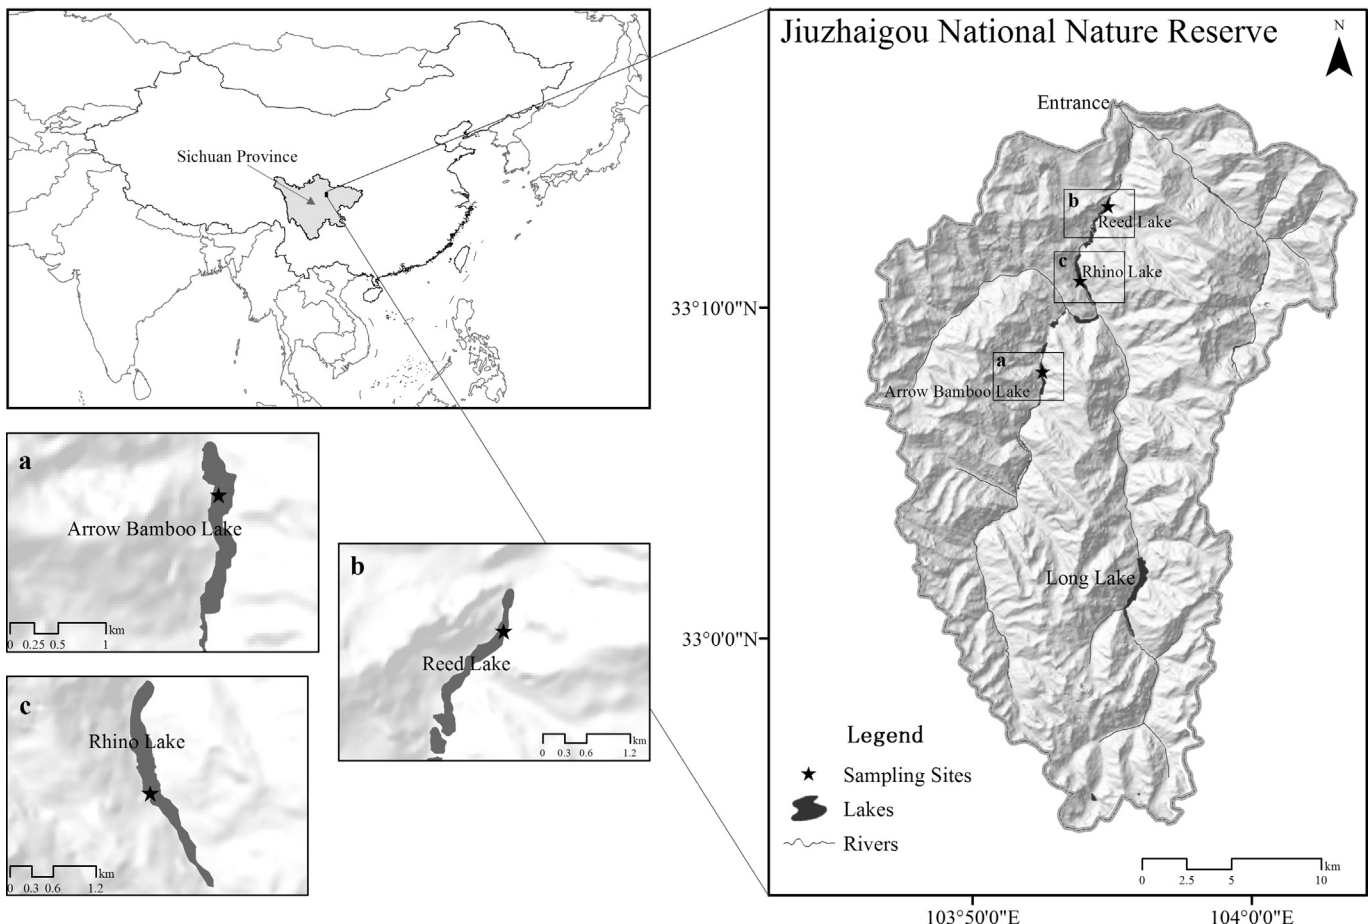 Sichuan Province
Jiuzhaigou National Nature Reserve
N
Entrance
b
Reed Lake
c
Rhino Lake
33°10'0"N
a
Arrow Bamboo Lake
Long Lake
33°0'0"N
Legend
Sampling Sites
Lakes
Rivers
km
0 2.5 5 10
103°50'0"E 104°0'0"E
a
Arrow Bamboo Lake
km
0 0.25 0.5 1
b
Reed Lake
km
0 0.3 0.6 1.2
c
Rhino Lake
km
0 0.3 0.6 1.2